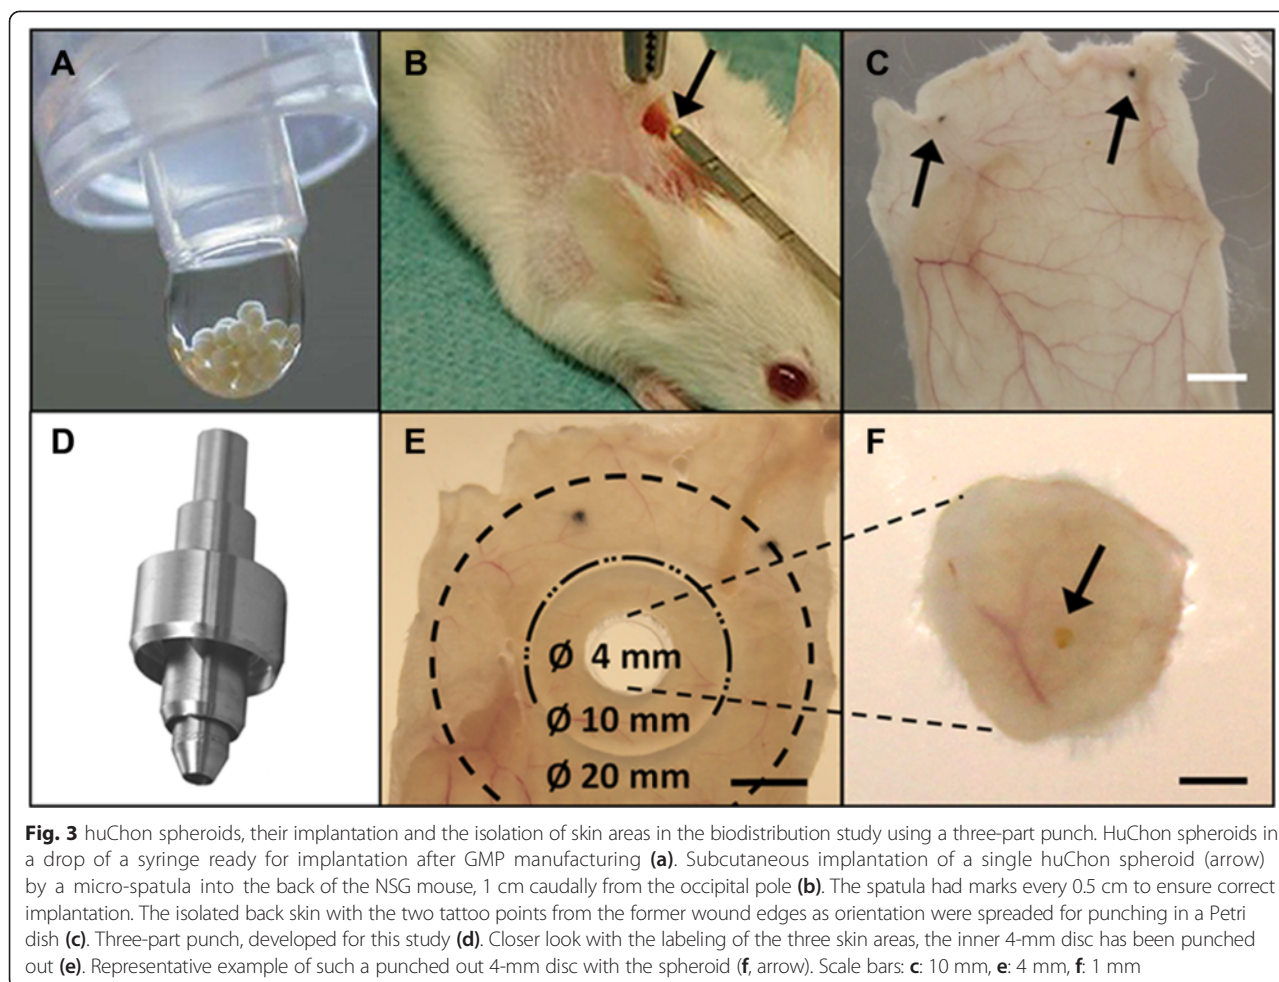 A
B
C
D
E
F
Ø 4 mm
Ø 10 mm
Ø 20 mm
Fig. 3 huChon spheroids, their implantation and the isolation of skin areas in the biodistribution study using a three-part punch. HuChon spheroids in
a drop of a syringe ready for implantation after GMP manufacturing (a). Subcutaneous implantation of a single huChon spheroid (arrow)
by a micro-spatula into the back of the NSG mouse, 1 cm caudally from the occipital pole (b). The spatula had marks every 0.5 cm to ensure correct
implantation. The isolated back skin with the two tattoo points from the former wound edges as orientation were spreaded for punching in a Petri
dish (c). Three-part punch, developed for this study (d). Closer look with the labeling of the three skin areas, the inner 4-mm disc has been punched
out (e). Representative example of such a punched out 4-mm disc with the spheroid (f, arrow). Scale bars: c: 10 mm, e: 4 mm, f: 1 mm